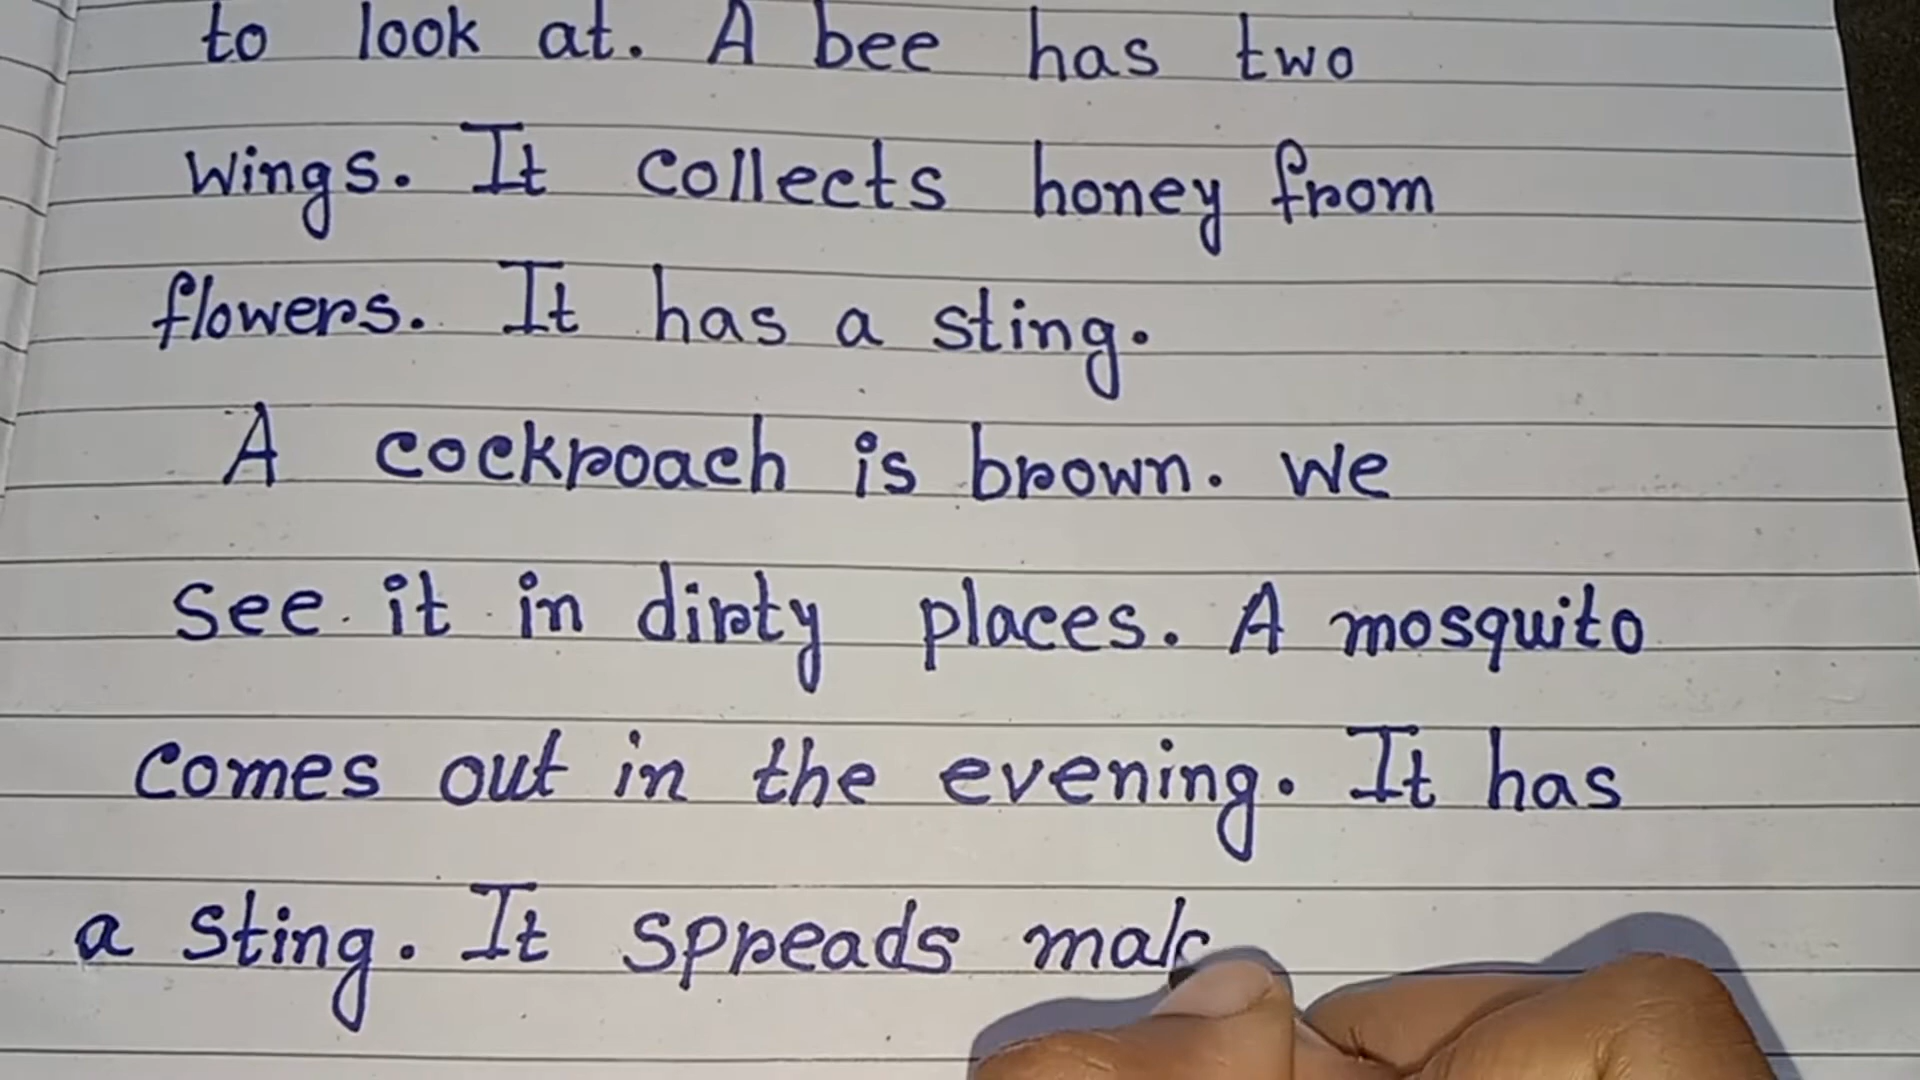 to look at. A bee has two
wings. It collects honey from
flowers. It has a sting.
A cockroach is brown. We
see it in dirty places. A mosquito
comes out in the evening. It has
a sting. It spreads